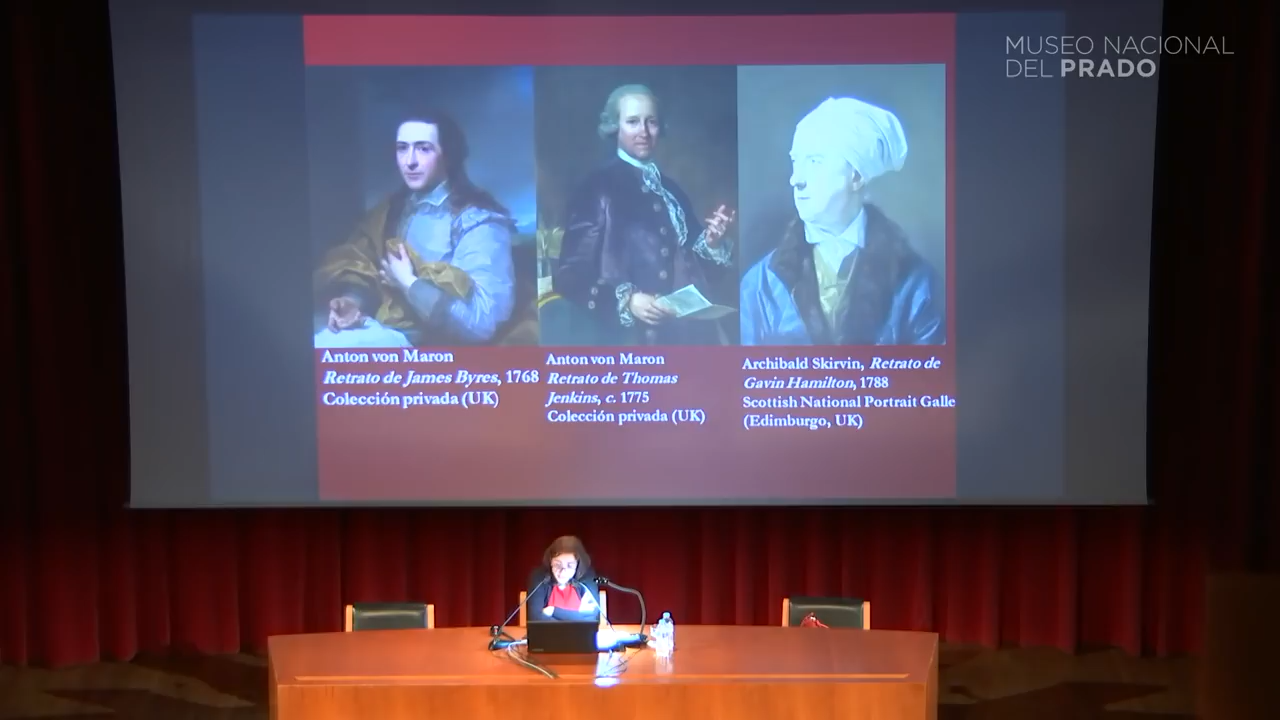 MUSEO NACIONAL
DEL PRADO
Anton von Maron
Retrato de James Byres, 1768
Colección privada (UK)
Anton von Maron
Retrato de Thomas
Jenkins, c. 1775
Colección privada (UK)
Archibald Skirvin, Retrato de
Gavin Hamilton, 1788
Scottish National Portrait Galle
(Edimburgo, UK)